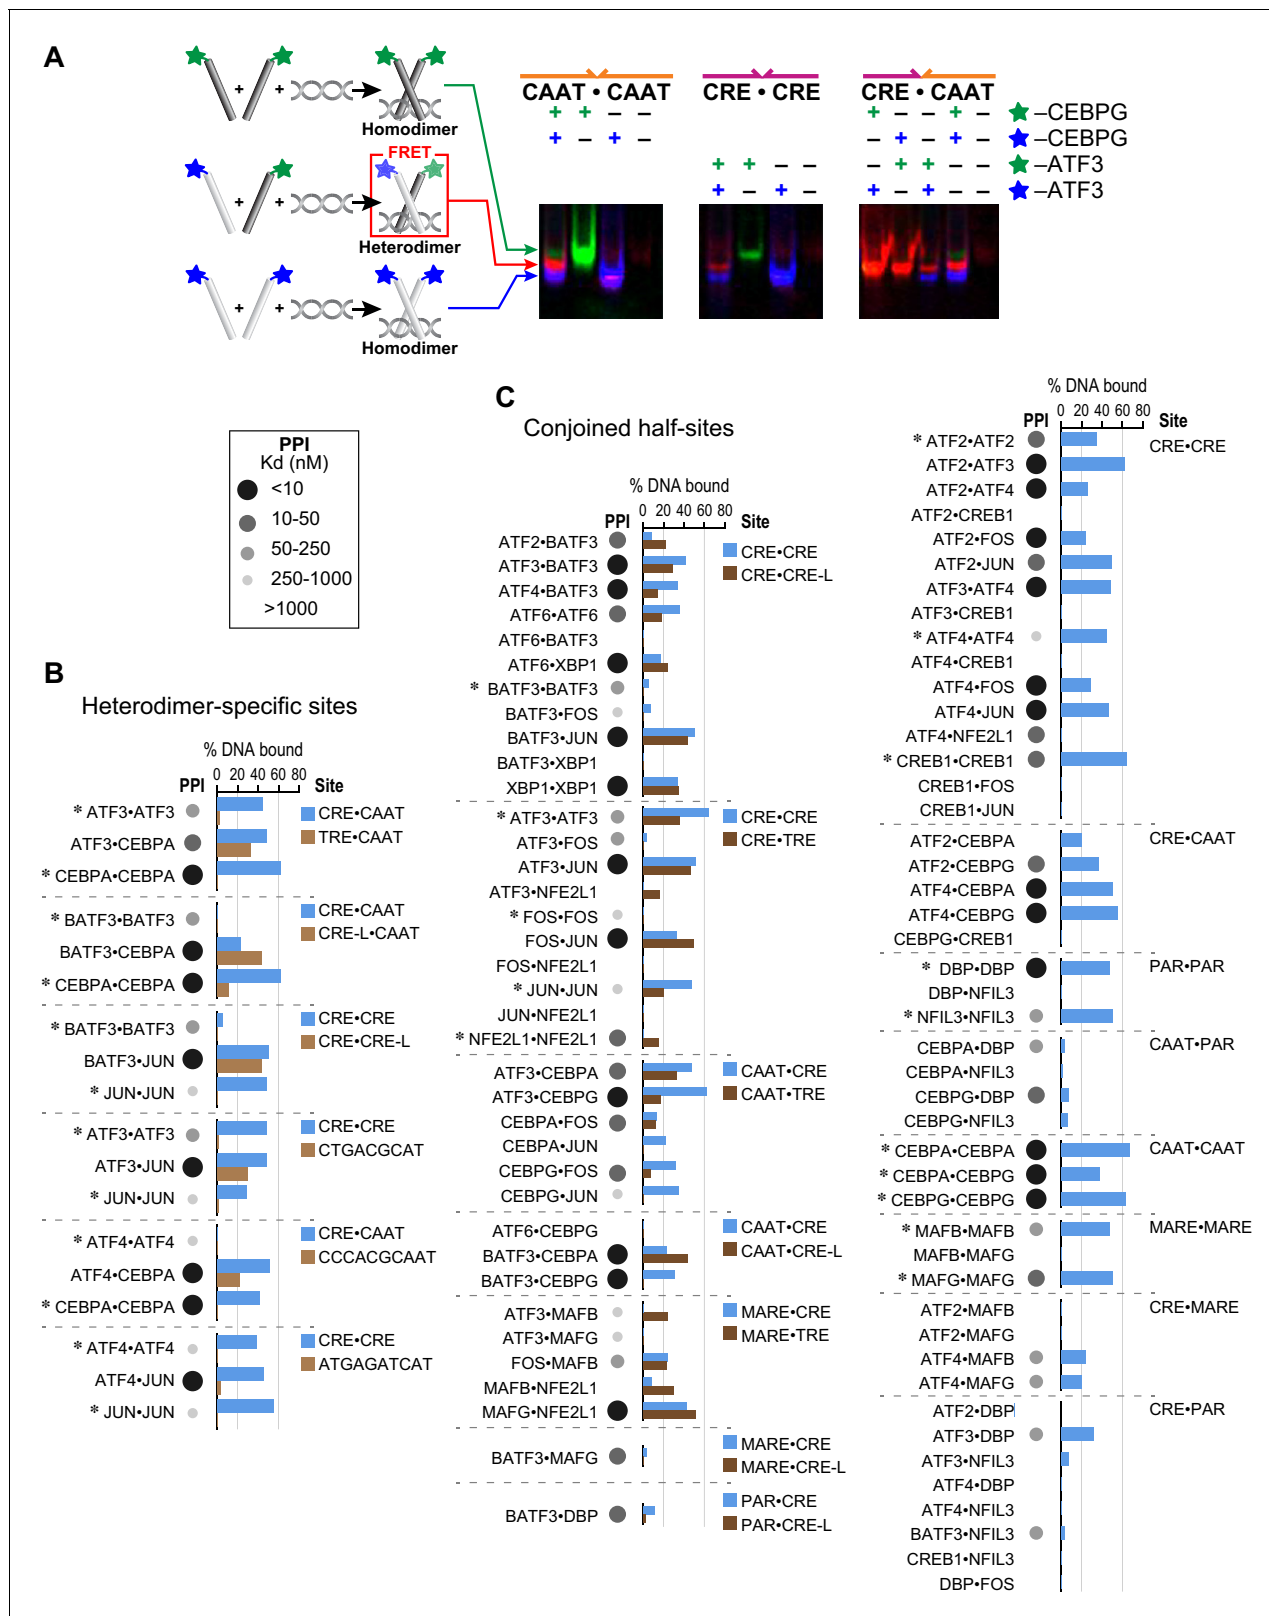 A
+ +
Homodimer
FRET
+ +
Heterodimer
+ +
Homodimer
CAAT • CAAT
CRE • CRE
CRE • CAAT
+ + – –
+ – – + –
–CEBPG
+ – + –
– + – + –
–CEBPG
+ + – –
– + + – –
–ATF3
+ – + –
+ – + – –
–ATF3
PPI
Kd (nM)
<10
10-50
50-250
250-1000
>1000
B
Heterodimer-specific sites
% DNA bound
0 20 40 60 80
PPI
Site
* ATF3•ATF3
ATF3•CEBPA
* CEBPA•CEBPA
CRE•CAAT
TRE•CAAT
* BATF3•BATF3
BATF3•CEBPA
* CEBPA•CEBPA
CRE•CAAT
CRE-L•CAAT
* BATF3•BATF3
BATF3•JUN
* JUN•JUN
CRE•CRE
CRE•CRE-L
* ATF3•ATF3
ATF3•JUN
* JUN•JUN
CRE•CRE
CTGACGCAT
* ATF4•ATF4
ATF4•CEBPA
* CEBPA•CEBPA
CRE•CAAT
CCCACGCAAT
* ATF4•ATF4
ATF4•JUN
* JUN•JUN
CRE•CRE
ATGAGATCAT
C
Conjoined half-sites
% DNA bound
0 20 40 60 80
PPI
Site
ATF2•BATF3
ATF3•BATF3
ATF4•BATF3
ATF6•ATF6
ATF6•BATF3
ATF6•XBP1
* BATF3•BATF3
BATF3•FOS
BATF3•JUN
BATF3•XBP1
XBP1•XBP1
CRE•CRE
CRE•CRE-L
* ATF3•ATF3
ATF3•FOS
ATF3•JUN
ATF3•NFE2L1
* FOS•FOS
FOS•JUN
FOS•NFE2L1
* JUN•JUN
JUN•NFE2L1
* NFE2L1•NFE2L1
CRE•CRE
CRE•TRE
ATF3•CEBPA
ATF3•CEBPG
CEBPA•FOS
CEBPA•JUN
CEBPG•FOS
CEBPG•JUN
CAAT•CRE
CAAT•TRE
ATF6•CEBPG
BATF3•CEBPA
BATF3•CEBPG
CAAT•CRE
CAAT•CRE-L
ATF3•MAFB
ATF3•MAFG
FOS•MAFB
MAFB•NFE2L1
MAFG•NFE2L1
MARE•CRE
MARE•TRE
BATF3•MAFG
MARE•CRE
MARE•CRE-L
BATF3•DBP
PAR•CRE
PAR•CRE-L
% DNA bound
0 20 40 60 80
PPI
Site
* ATF2•ATF2
ATF2•ATF3
ATF2•ATF4
ATF2•CREB1
ATF2•FOS
ATF2•JUN
ATF3•ATF4
ATF3•CREB1
* ATF4•ATF4
ATF4•CREB1
ATF4•FOS
ATF4•JUN
ATF4•NFE2L1
* CREB1•CREB1
CREB1•FOS
CREB1•JUN
CRE•CRE
ATF2•CEBPA
ATF2•CEBPG
ATF4•CEBPA
ATF4•CEBPG
CEBPG•CREB1
CRE•CAAT
* DBP•DBP
DBP•NFIL3
* NFIL3•NFIL3
PAR•PAR
CEBPA•DBP
CEBPA•NFIL3
CEBPG•DBP
CEBPG•NFIL3
CAAT•PAR
* CEBPA•CEBPA
* CEBPA•CEBPG
* CEBPG•CEBPG
CAAT•CAAT
* MAFB•MAFB
MAFB•MAFG
* MAFG•MAFG
MARE•MARE
ATF2•MAFB
ATF2•MAFG
ATF4•MAFB
ATF4•MAFG
CRE•MARE
ATF2•DBP
ATF3•DBP
ATF3•NFIL3
ATF4•DBP
ATF4•NFIL3
BATF3•NFIL3
CREB1•NFIL3
DBP•FOS
CRE•PAR